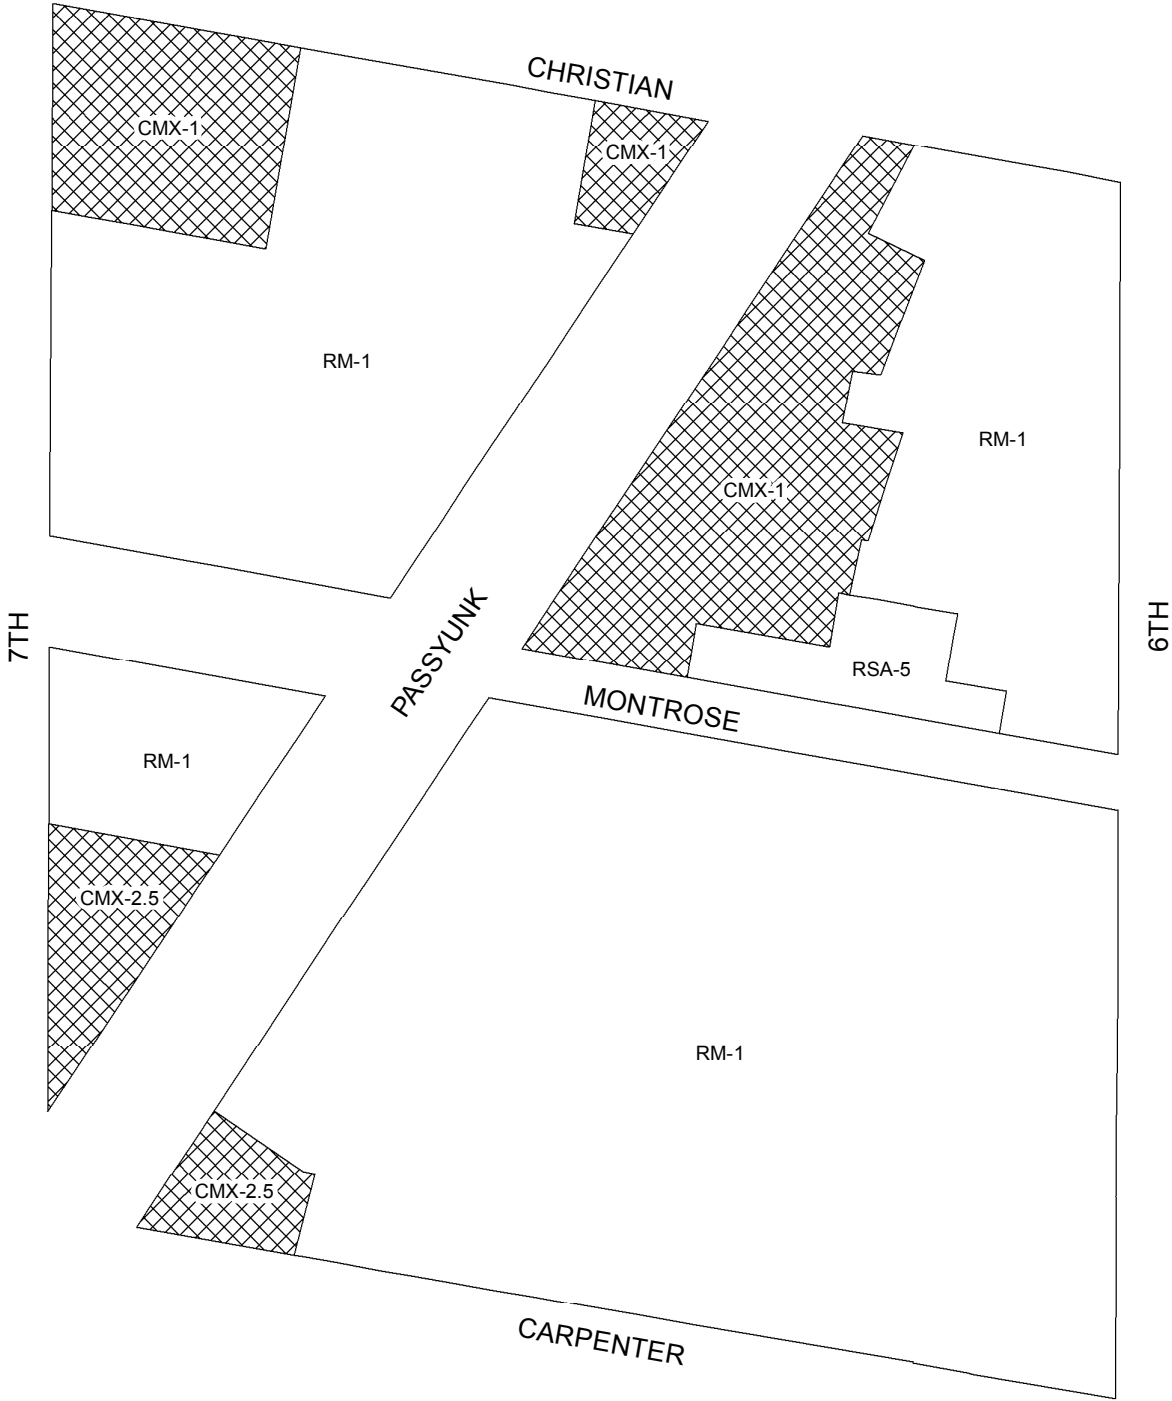 CHRISTIAN
CMX-1
CMX-1
RM-1
RM-1
CMX-1
7TH
PASSYUNK
6TH
RSA-5
MONTROSE
RM-1
CMX-2.5
RM-1
CMX-2.5
CARPENTER